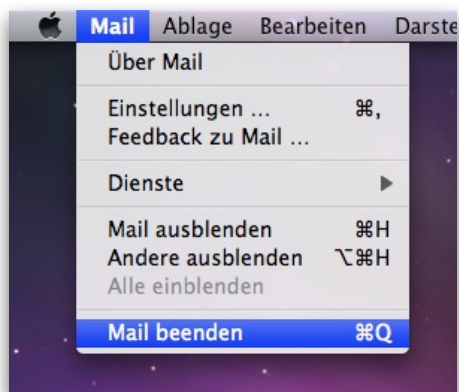 Mail Ablage Bearbeiten Darste
Über Mail
Einstellungen ... ⌘,
Feedback zu Mail ...
Dienste ▶
Mail ausblenden ⌘H
Andere ausblenden ⌥⌘H
Alle einblenden
Mail beenden ⌘Q